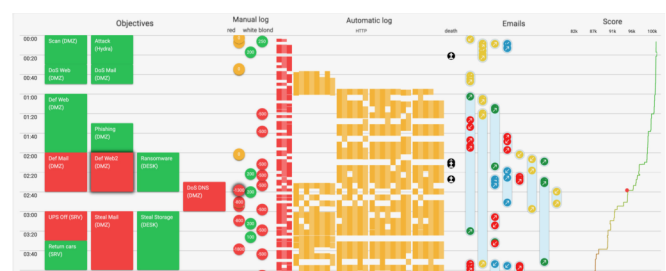 Objectives
Manual log
Automatic log
Emails
Score
red
white
blond
HTTP
death
82k
87k
91k
96k
100k
00:00
00:20
00:40
01:00
01:20
01:40
02:00
02:20
02:40
03:00
03:20
03:40
Scan (DMZ)
Attack
(Hydra)
DoS Web
(DMZ)
DoS Mail
(DMZ)
Def Web
(DMZ)
Phishing
(DMZ)
Def Mail
(DMZ)
Def Web2
(DMZ)
Ransomware
(DESK)
DoS DNS
(DMZ)
UPS Off (SRV)
Steal Mail
(DMZ)
Steal Storage
(DESK)
Return cars
(SRV)